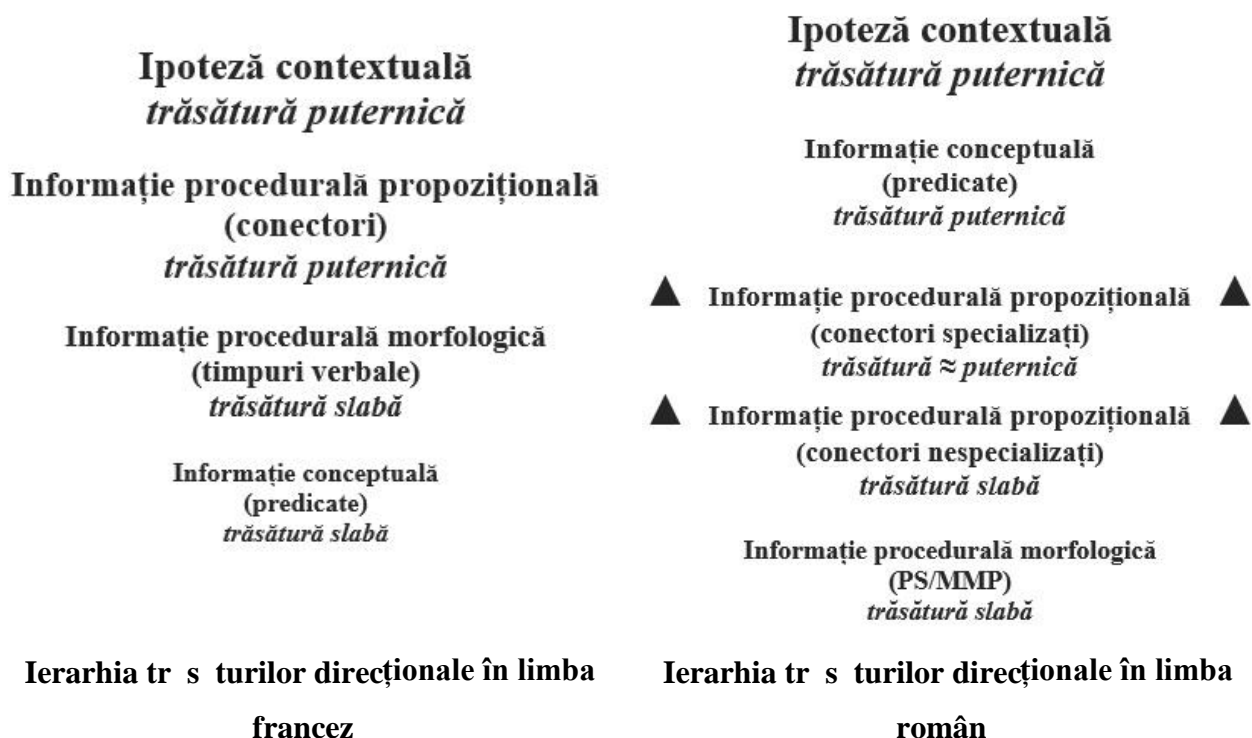 Ipoteză contextuală
trăsătură puternică
Informație procedurală propozițională
(conectori)
trăsătură puternică
Informație procedurală morfologică
(timpuri verbale)
trăsătură slabă
Informație conceptuală
(predicate)
trăsătură slabă
Ierarhia tr s turilor direcționale în limba
francez
Ipoteză contextuală
trăsătură puternică
Informație conceptuală
(predicate)
trăsătură puternică
▲ Informație procedurală propozițională ▲
(conectori specializați)
trăsătură ≈ puternică
▲ Informație procedurală propozițională ▲
(conectori nespecializați)
trăsătură slabă
Informație procedurală morfologică
(PS/MMP)
trăsătură slabă
Ierarhia tr s turilor direcționale în limba
român